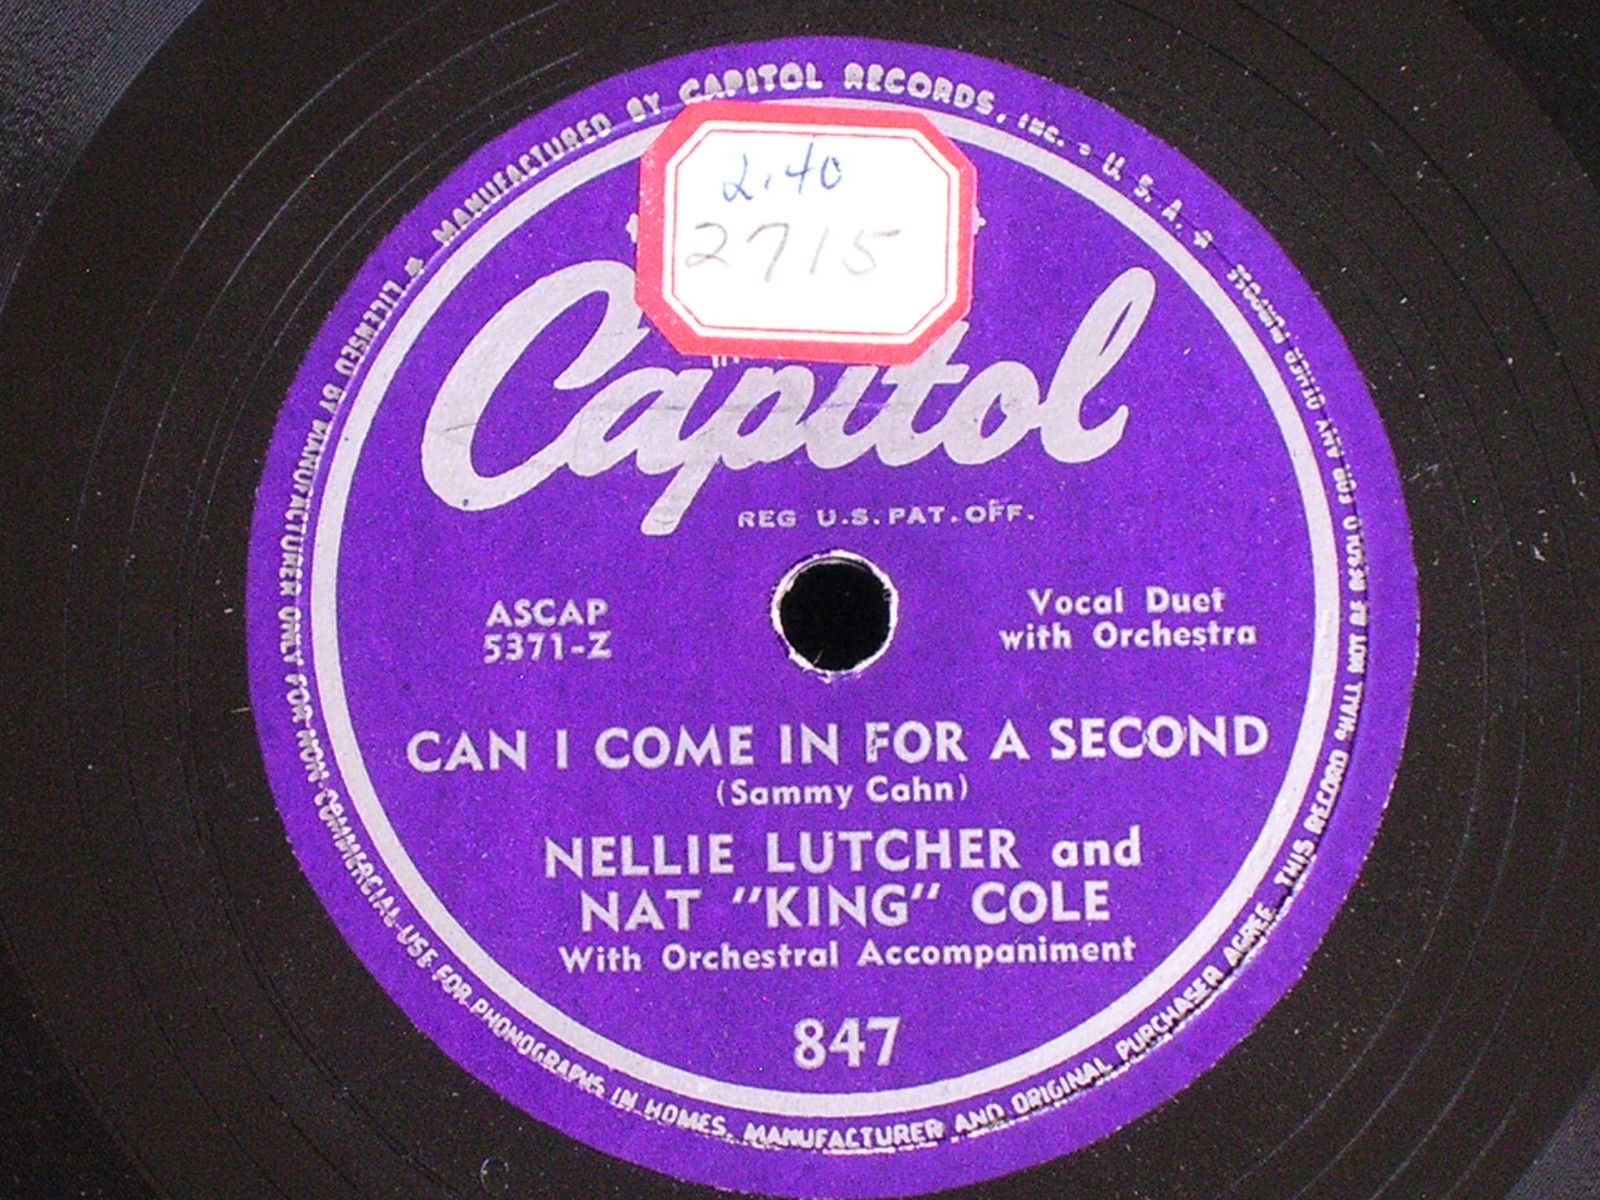 2.40
2715
Capitol
REG U.S. PAT. OFF.
ASCAP
5371-Z
Vocal Duet
with Orchestra
CAN I COME IN FOR A SECOND
(Sammy Cahn)
NELLIE LUTCHER and
NAT "KING" COLE
With Orchestral Accompaniment
847
MANUFACTURED BY CAPITOL RECORDS, INC. - U. S. A.
LICENSED BY MANUFACTURER ONLY FOR NON-COMMERCIAL USE FOR PHONOGRAPHS IN HOMES. MANUFACTURER AND ORIGINAL PURCHASER AGREE THIS RECORD SHALL NOT BE RESOLD FOR ANY OTHER PURPOSE